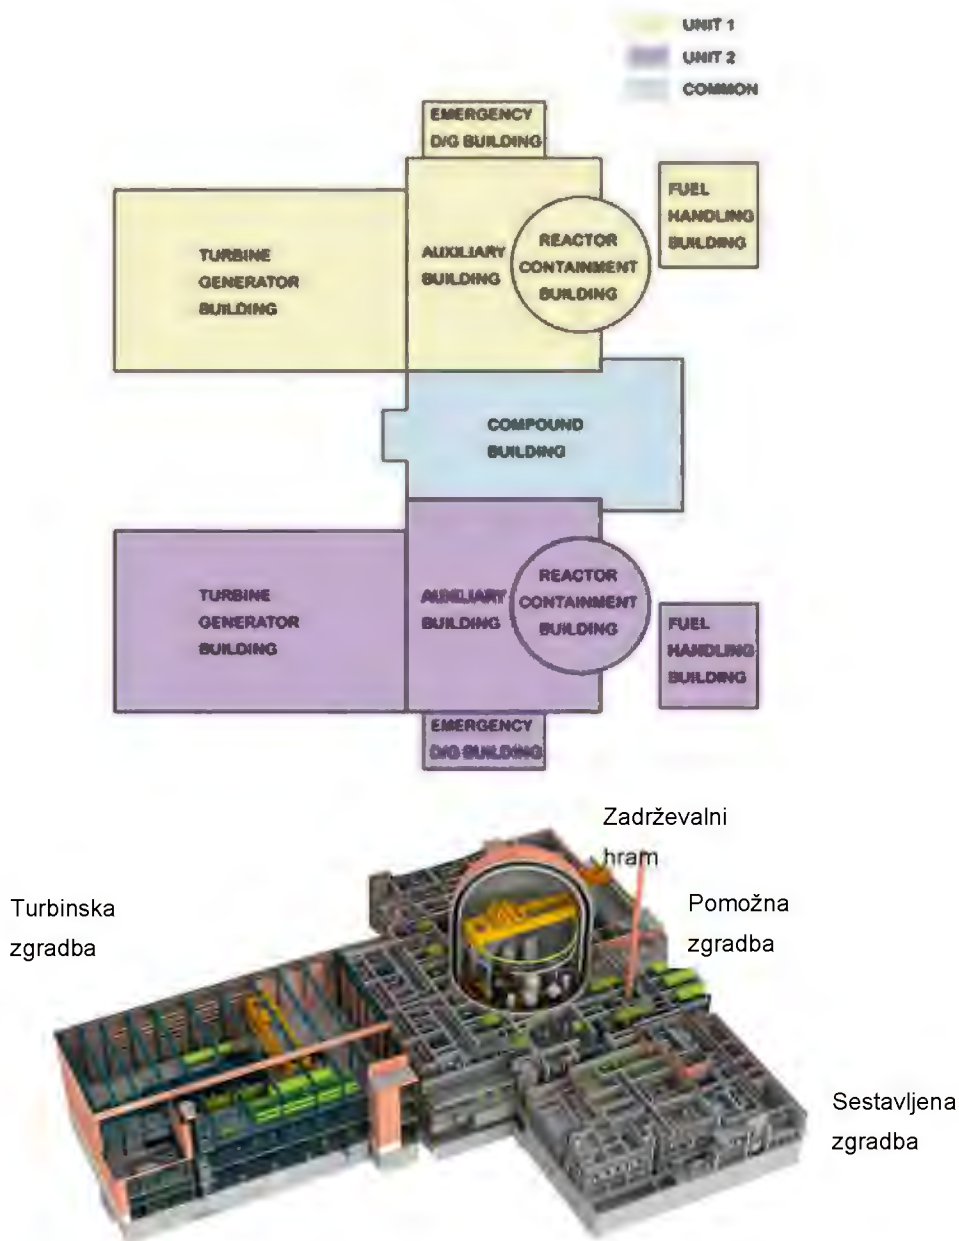 UNIT 1
UNIT 2
COMMON
EMERGENCY
D/G BUILDING
FUEL
HANDLING
BUILDING
TURBINE
GENERATOR
BUILDING
AUXILIARY
BUILDING
REACTOR
CONTAINMENT
BUILDING
COMPOUND
BUILDING
TURBINE
GENERATOR
BUILDING
AUXILIARY
BUILDING
REACTOR
CONTAINMENT
BUILDING
FUEL
HANDLING
BUILDING
EMERGENCY
D/G BUILDING
Zadrževalni
hram
Turbinska
zgradba
Pomožna
zgradba
Sestavljena
zgradba